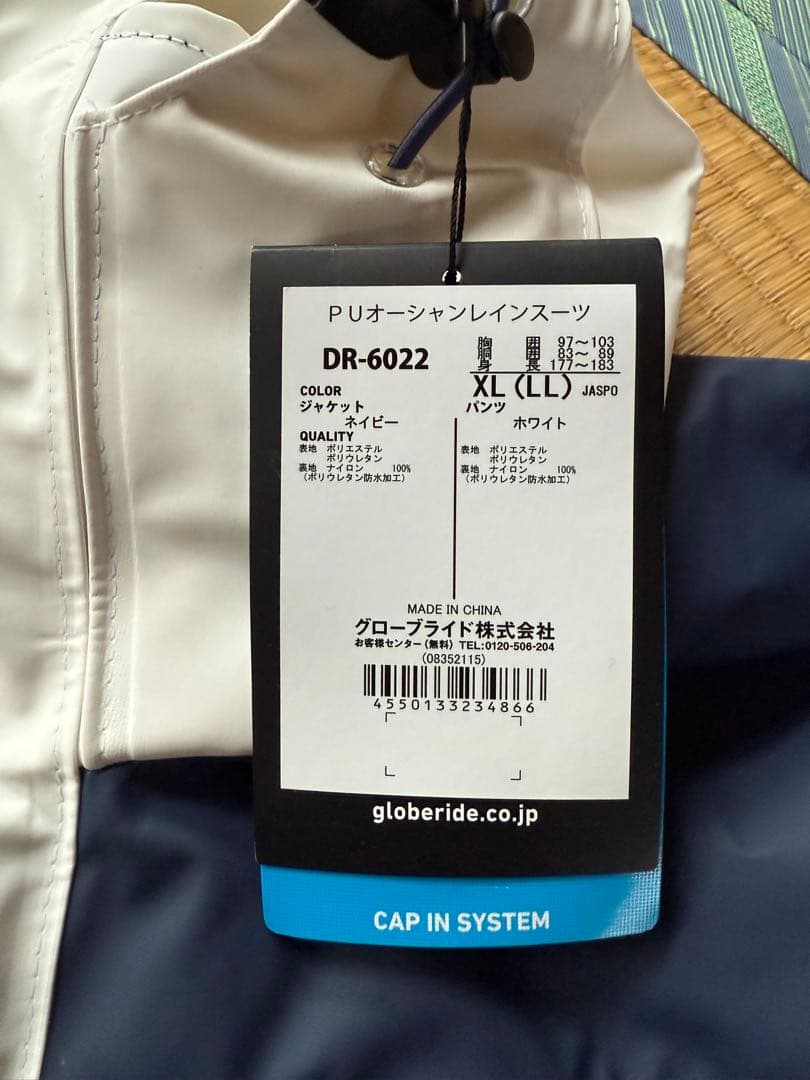 PUオーシャンレインスーツ
DR-6022
胸囲 97～103
胴囲 83～ 89
身長 177～183
XL (LL) JASPO
COLOR
ジャケット パンツ
ネイビー ホワイト
QUALITY
表地 ポリエステル
ポリウレタン
裏地 ナイロン 100%
(ポリウレタン防水加工)
表地 ポリエステル
ポリウレタン
裏地 ナイロン 100%
(ポリウレタン防水加工)
MADE IN CHINA
グローブライド株式会社
お客様センター(無料) TEL:0120-506-204
(08352115)
4550133234866
globeride.co.jp
CAP IN SYSTEM